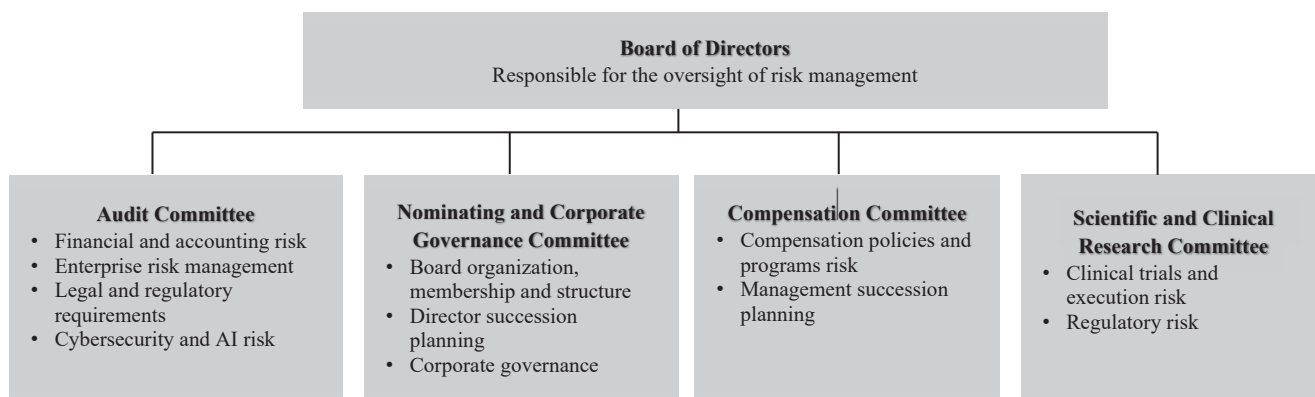 Board of Directors
Responsible for the oversight of risk management
Audit Committee
• Financial and accounting risk
• Enterprise risk management
• Legal and regulatory
requirements
• Cybersecurity and AI risk
Nominating and Corporate
Governance Committee
• Board organization,
membership and structure
• Director succession
planning
• Corporate governance
Compensation Committee
• Compensation policies and
programs risk
• Management succession
planning
Scientific and Clinical
Research Committee
• Clinical trials and
execution risk
• Regulatory risk